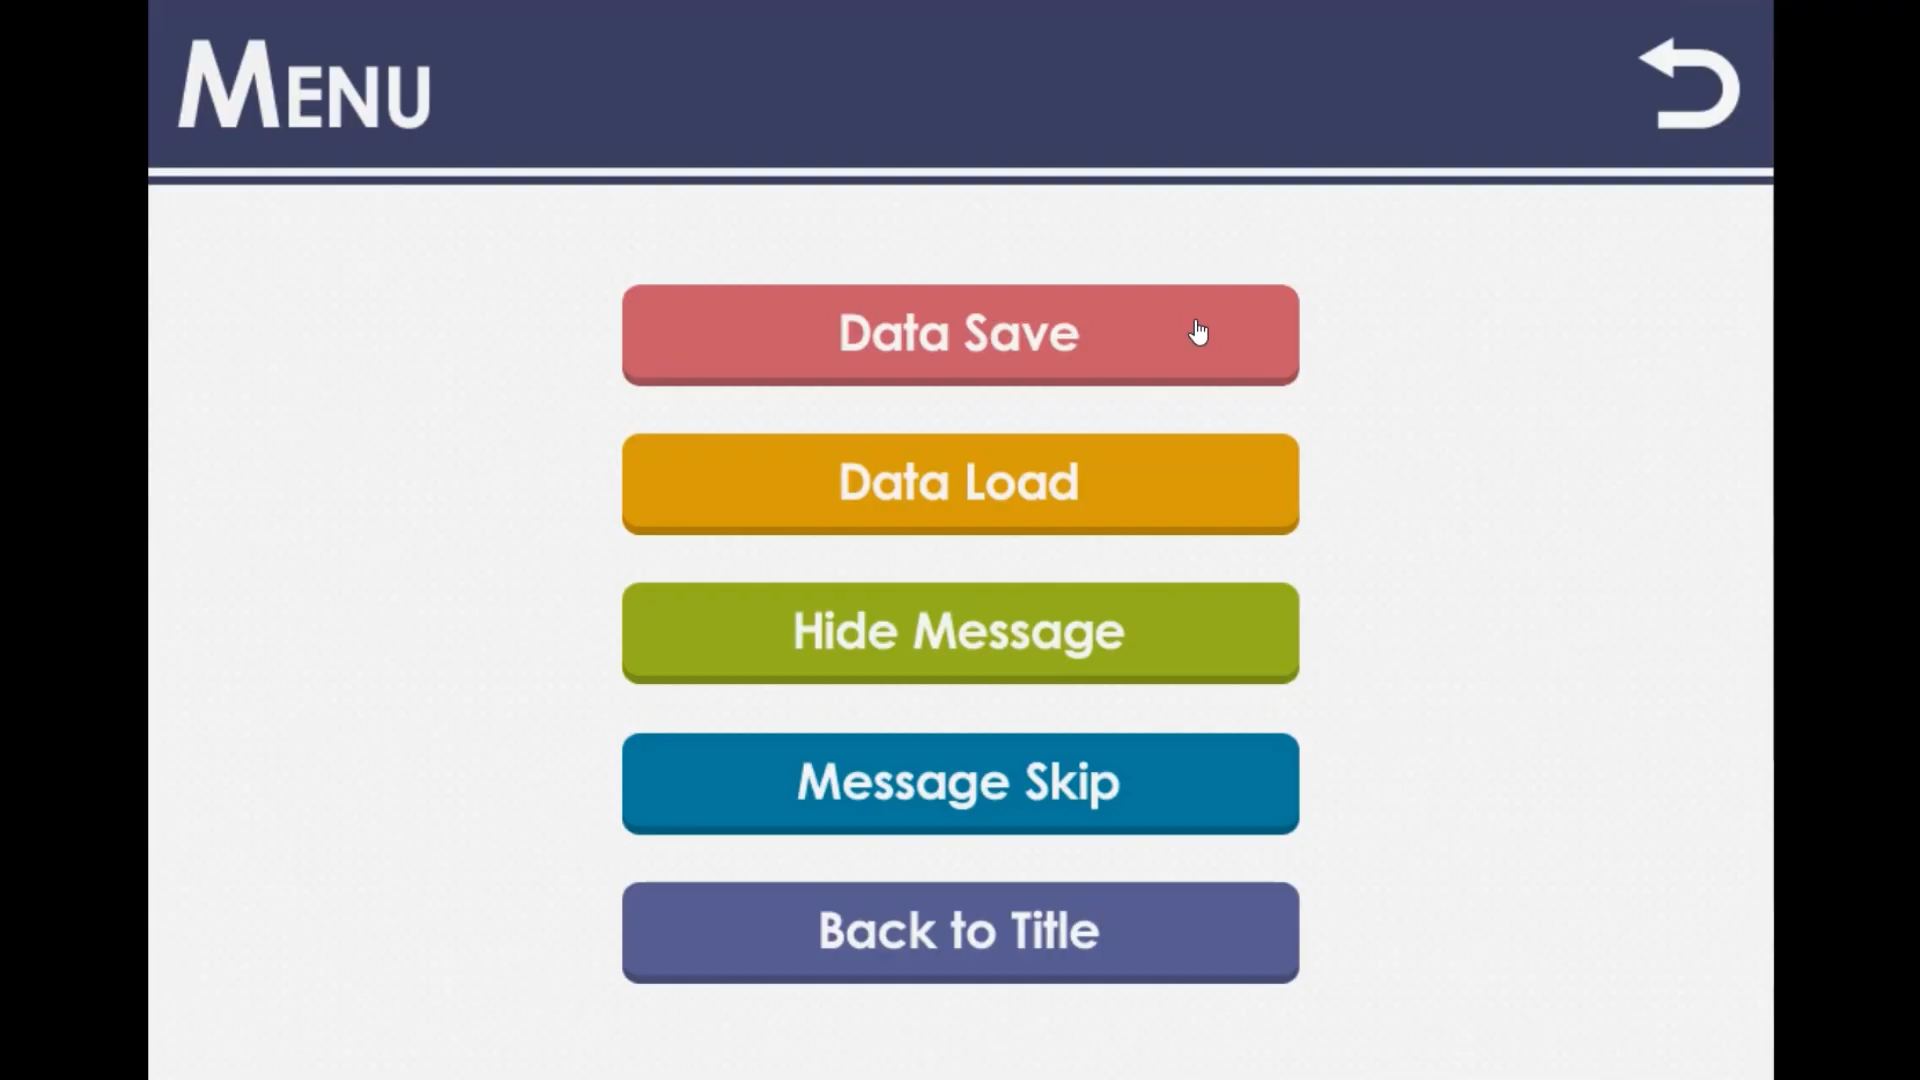 MENU
Data Save
Data Load
Hide Message
Message Skip
Back to Title